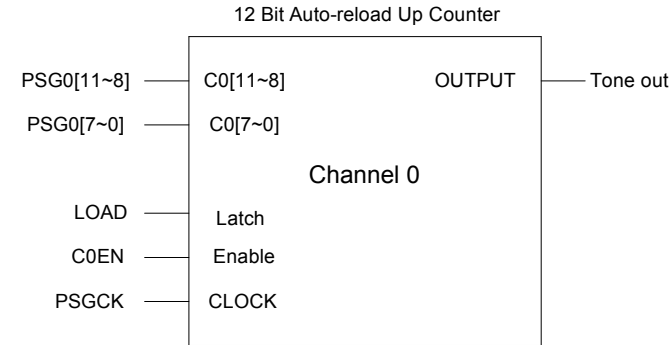 12 Bit Auto-reload Up Counter
PSG0[11~8] C0[11~8] OUTPUT Tone out
PSG0[7~0] C0[7~0]
Channel 0
LOAD Latch
C0EN Enable
PSGCK CLOCK